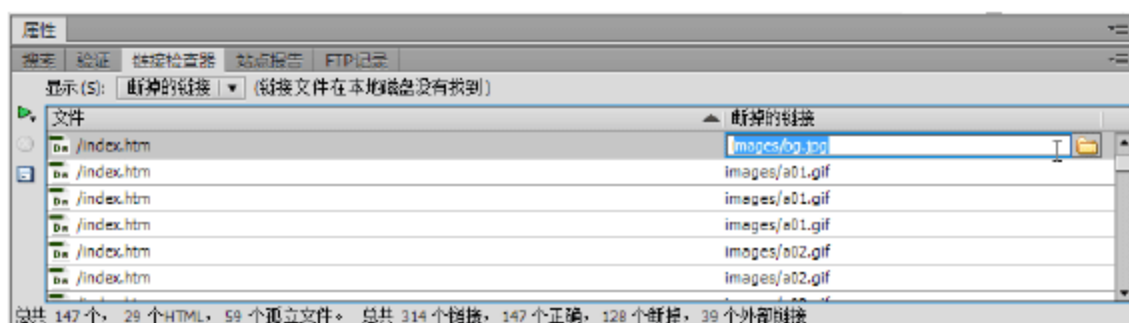 属性
搜索 验证 链接检查器 站点报告 FTP记录
显示(S): 断掉的链接 (链接文件在本地磁盘没有找到)
文件 断掉的链接
/index.htm images/bg.jpg
/index.htm images/a01.gif
/index.htm images/a01.gif
/index.htm images/a01.gif
/index.htm images/a02.gif
/index.htm images/a02.gif
总共 147 个， 29 个HTML， 59 个孤立文件。 总共 314 个链接， 147 个正确， 128 个断掉， 39 个外部链接